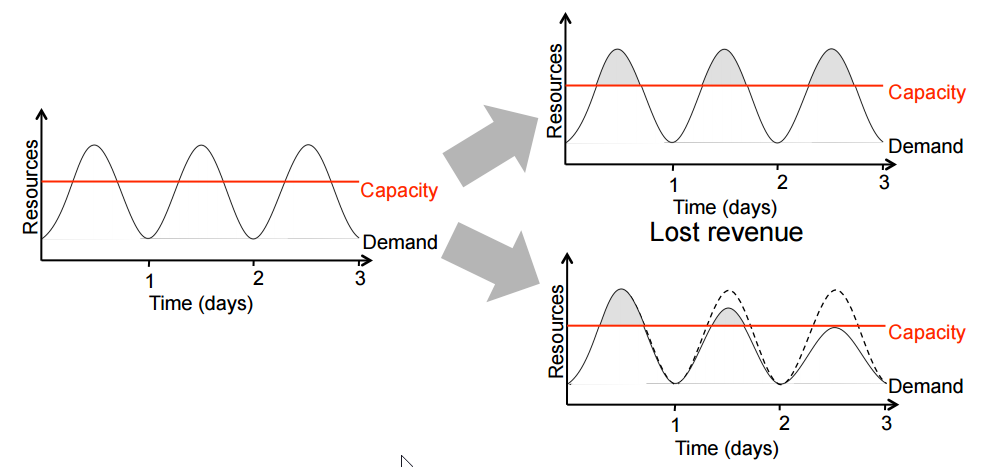 Resources
Capacity
Demand
1 2 3
Time (days)
Resources
Capacity
Demand
1 2 3
Time (days)
Lost revenue
Resources
Capacity
Demand
1 2 3
Time (days)